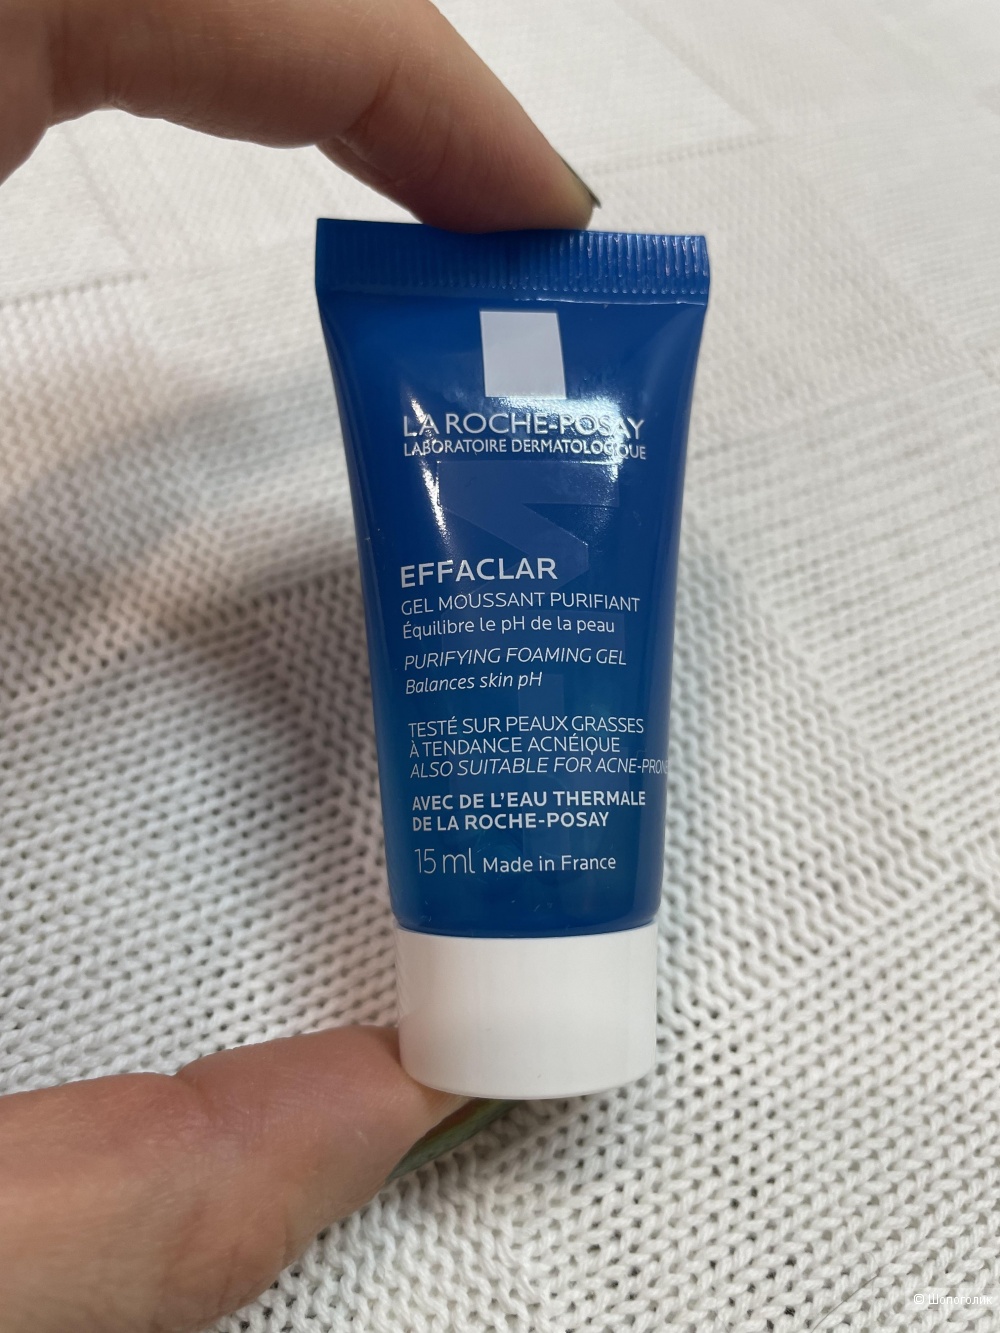 LA ROCHE-POSAY
LABORATOIRE DERMATOLOGIQUE
EFFACLAR
GEL MOUSSANT PURIFIANT
Équilibre le pH de la peau
PURIFYING FOAMING GEL
Balances skin pH
TESTÉ SUR PEAUX GRASSES
À TENDANCE ACNÉIQUE
ALSO SUITABLE FOR ACNE-PRON
AVEC DE L'EAU THERMALE
DE LA ROCHE-POSAY
15 ml Made in France
© Шопоголик